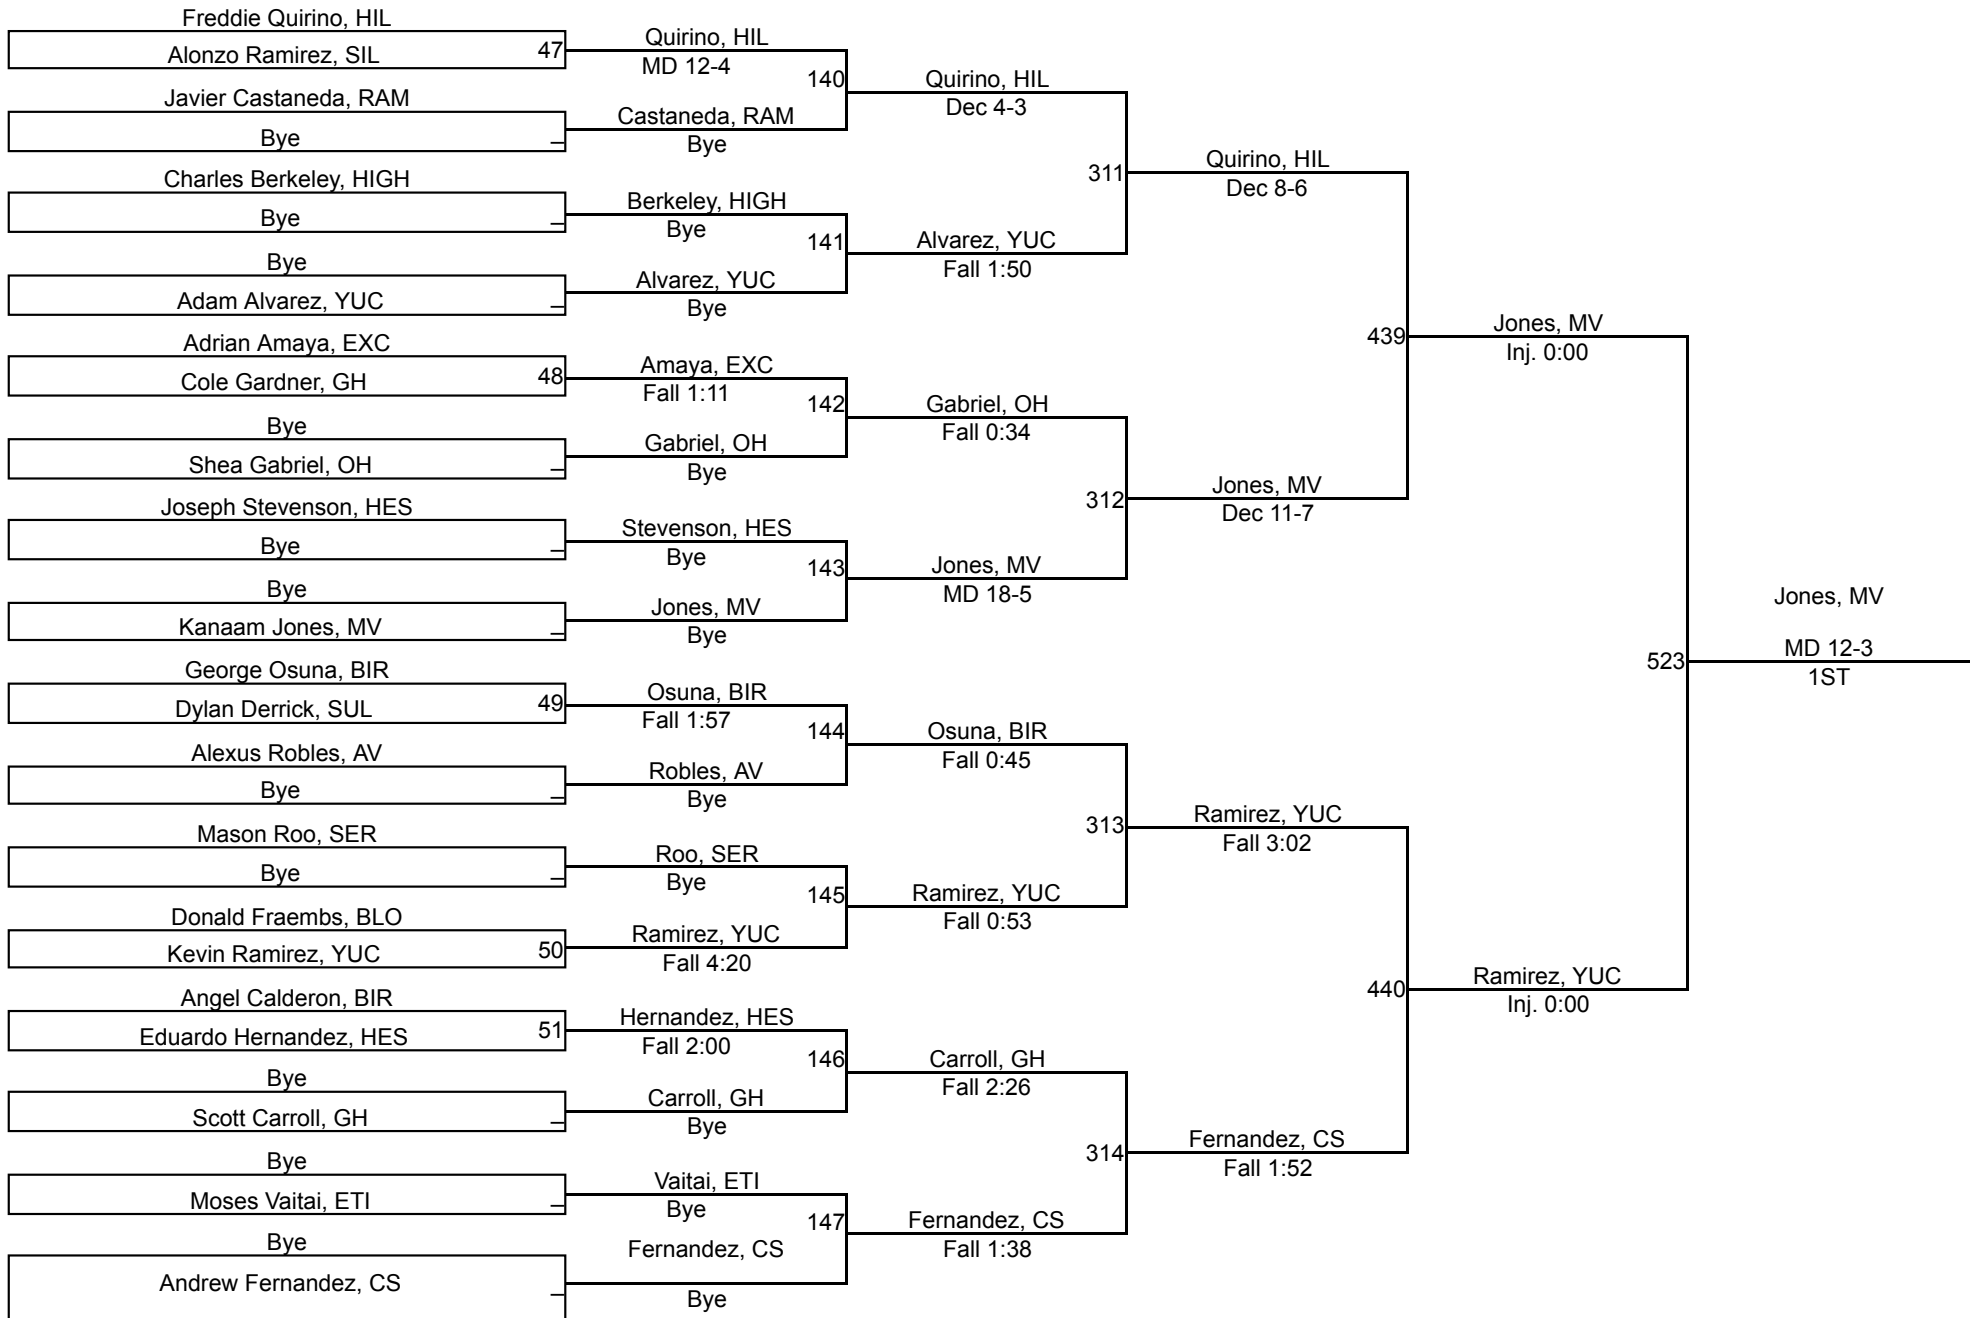 Freddie Quirino, HIL
Alonzo Ramirez, SIL
47
Javier Castaneda, RAM
Bye
_
Charles Berkeley, HIGH
Bye
_
Bye
Adam Alvarez, YUC
_
Adrian Amaya, EXC
Cole Gardner, GH
48
Bye
Shea Gabriel, OH
_
Joseph Stevenson, HES
Bye
_
Bye
Kanaam Jones, MV
_
George Osuna, BIR
Dylan Derrick, SUL
49
Alexus Robles, AV
Bye
_
Mason Roo, SER
Bye
_
Donald Fraembs, BLO
Kevin Ramirez, YUC
50
Angel Calderon, BIR
Eduardo Hernandez, HES
51
Bye
Scott Carroll, GH
_
Bye
Moses Vaitai, ETI
_
Bye
Andrew Fernandez, CS
_
Quirino, HIL
MD 12-4
140
Castaneda, RAM
Bye
Berkeley, HIGH
Bye
141
Alvarez, YUC
Bye
Amaya, EXC
Fall 1:11
142
Gabriel, OH
Bye
Stevenson, HES
Bye
143
Jones, MV
Bye
Osuna, BIR
Fall 1:57
144
Robles, AV
Bye
Roo, SER
Bye
145
Ramirez, YUC
Fall 4:20
Hernandez, HES
Fall 2:00
146
Carroll, GH
Bye
Vaitai, ETI
Bye
147
Fernandez, CS
Bye
Quirino, HIL
Dec 4-3
311
Alvarez, YUC
Fall 1:50
Gabriel, OH
Fall 0:34
312
Jones, MV
MD 18-5
Osuna, BIR
Fall 0:45
313
Ramirez, YUC
Fall 0:53
Carroll, GH
Fall 2:26
314
Fernandez, CS
Fall 1:38
Quirino, HIL
Dec 8-6
439
Jones, MV
Dec 11-7
Ramirez, YUC
Fall 3:02
440
Fernandez, CS
Fall 1:52
Jones, MV
Inj. 0:00
523
Ramirez, YUC
Inj. 0:00
Jones, MV
MD 12-3
1ST